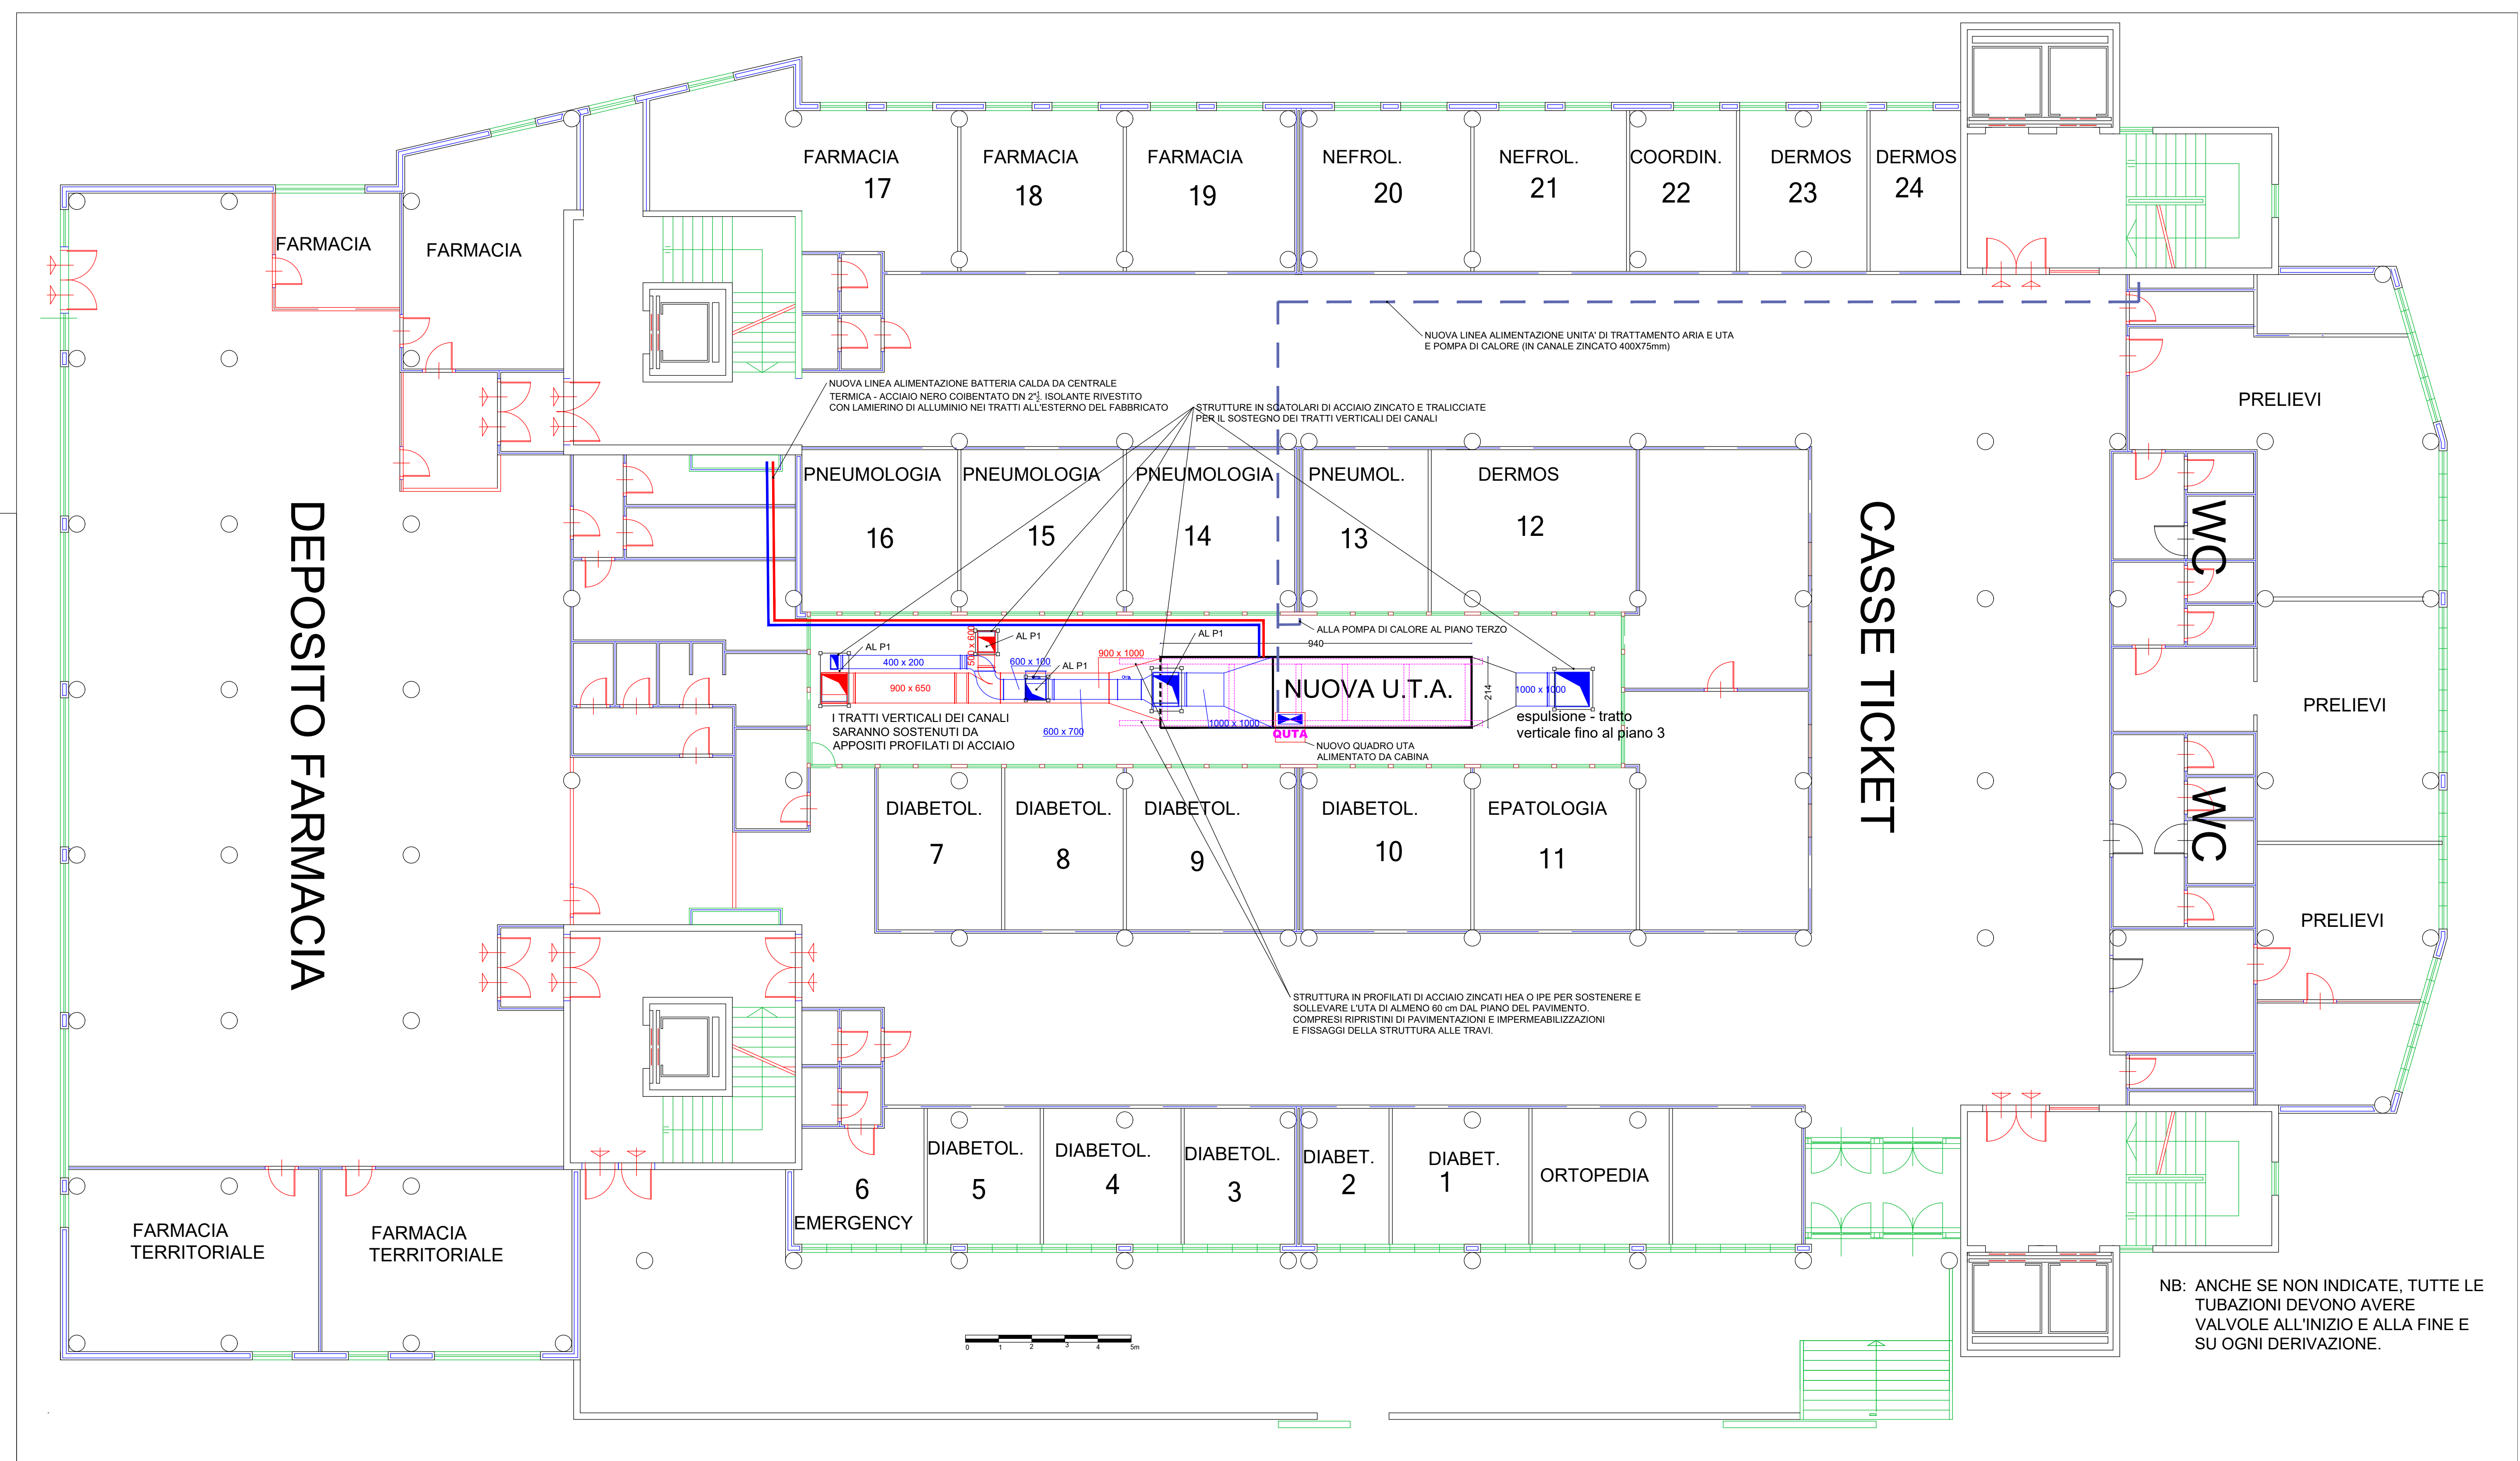 FARMACIA
17
FARMACIA
18
FARMACIA
19
NEFROL.
20
NEFROL.
21
COORDIN.
22
DERMOS
23
DERMOS
24
FARMACIA
FARMACIA
NUOVA LINEA ALIMENTAZIONE UNITA' DI TRATTAMENTO ARIA E UTA
E POMPA DI CALORE (IN CANALE ZINCATO 400X75mm)
NUOVA LINEA ALIMENTAZIONE BATTERIA CALDA DA CENTRALE
TERMICA - ACCIAIO NERO COIBENTATO DN 2"½- ISOLANTE RIVESTITO
CON LAMIERINO DI ALLUMINIO NEI TRATTI ALL'ESTERNO DEL FABBRICATO
STRUTTURE IN SCATOLARI DI ACCIAIO ZINCATO E TRALICCIATE
PER IL SOSTEGNO DEI TRATTI VERTICALI DEI CANALI
PRELIEVI
PNEUMOLOGIA
16
PNEUMOLOGIA
15
PNEUMOLOGIA
14
PNEUMOL.
13
DERMOS
12
DEPOSITO FARMACIA
CASSE TICKET
WC
WC
ALLA POMPA DI CALORE AL PIANO TERZO
940
214
AL P1
AL P1
AL P1
AL P1
500 x 600
400 x 200
600 x 100
900 x 1000
900 x 650
600 x 700
1000 x 1000
1000 x 1000
NUOVA U.T.A.
QUTA
I TRATTI VERTICALI DEI CANALI
SARANNO SOSTENUTI DA
APPOSITI PROFILATI DI ACCIAIO
espulsione - tratto
verticale fino al piano 3
NUOVO QUADRO UTA
ALIMENTATO DA CABINA
PRELIEVI
DIABETOL.
7
DIABETOL.
8
DIABETOL.
9
DIABETOL.
10
EPATOLOGIA
11
PRELIEVI
STRUTTURA IN PROFILATI DI ACCIAIO ZINCATI HEA O IPE PER SOSTENERE E
SOLLEVARE L'UTA DI ALMENO 60 cm DAL PIANO DEL PAVIMENTO.
COMPRESI RIPRISTINI DI PAVIMENTAZIONI E IMPERMEABILIZZAZIONI
E FISSAGGI DELLA STRUTTURA ALLE TRAVI.
6
EMERGENCY
DIABETOL.
5
DIABETOL.
4
DIABETOL.
3
DIABET.
2
DIABET.
1
ORTOPEDIA
FARMACIA
TERRITORIALE
FARMACIA
TERRITORIALE
0 1 2 3 4 5m
NB: ANCHE SE NON INDICATE, TUTTE LE
TUBAZIONI DEVONO AVERE
VALVOLE ALL'INIZIO E ALLA FINE E
SU OGNI DERIVAZIONE.